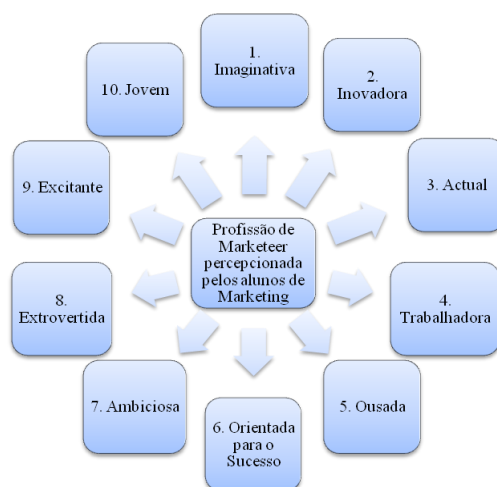 1.
Imaginativa
2.
Inovadora
3. Actual
4.
Trabalhadora
5. Ousada
6. Orientada
para o
Sucesso
7. Ambiciosa
8.
Extrovertida
9. Excitante
10. Jovem
Profissão de
Marketeer
percepcionada
pelos alunos de
Marketing